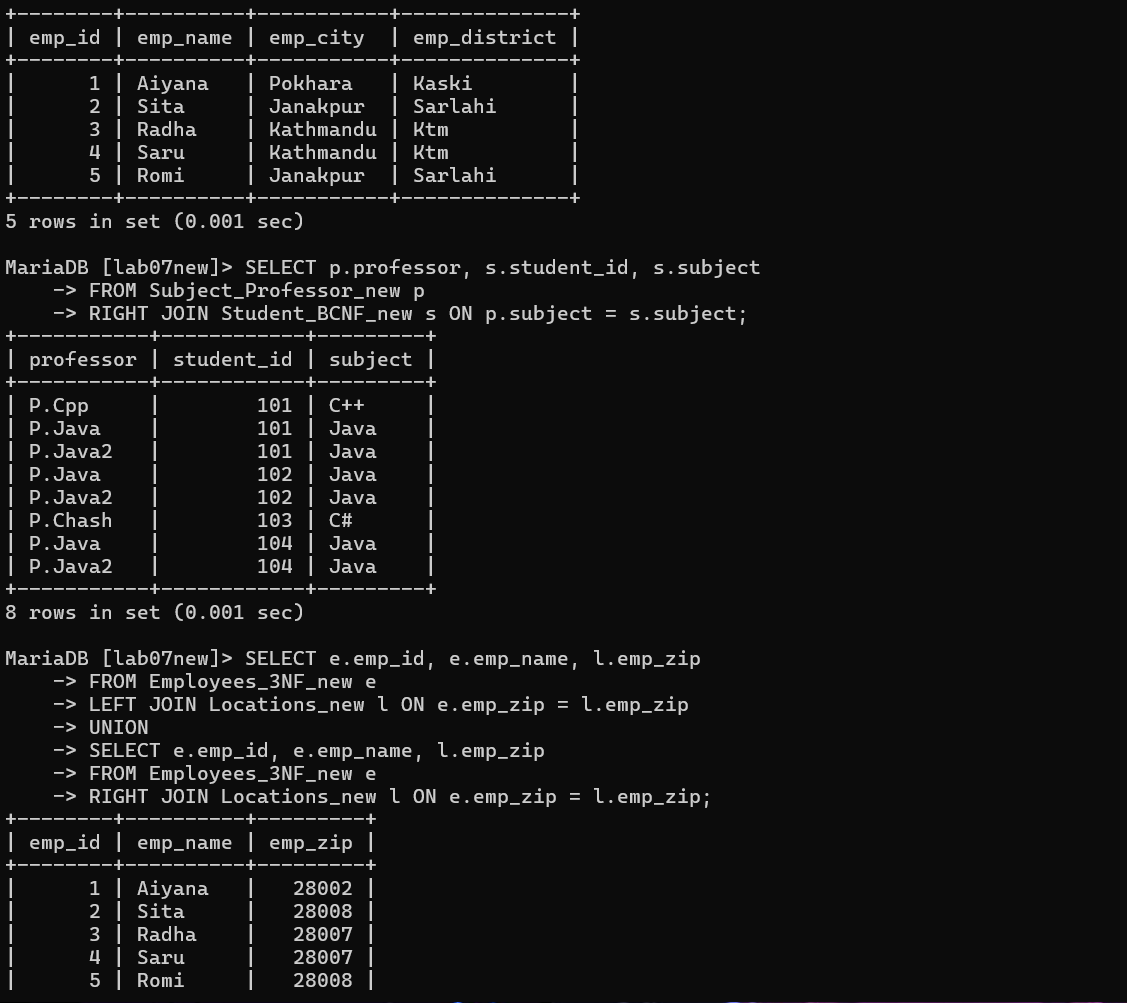 +--------+----------+-----------+--------------+
| emp_id | emp_name | emp_city  | emp_district |
+--------+----------+-----------+--------------+
|      1 | Aiyana   | Pokhara   | Kaski        |
|      2 | Sita     | Janakpur  | Sarlahi      |
|      3 | Radha    | Kathmandu | Ktm          |
|      4 | Saru     | Kathmandu | Ktm          |
|      5 | Romi     | Janakpur  | Sarlahi      |
+--------+----------+-----------+--------------+
5 rows in set (0.001 sec)

MariaDB [lab07new]> SELECT p.professor, s.student_id, s.subject
    -> FROM Subject_Professor_new p
    -> RIGHT JOIN Student_BCNF_new s ON p.subject = s.subject;
+-----------+------------+---------+
| professor | student_id | subject |
+-----------+------------+---------+
| P.Cpp     |        101 | C++     |
| P.Java    |        101 | Java    |
| P.Java2   |        101 | Java    |
| P.Java    |        102 | Java    |
| P.Java2   |        102 | Java    |
| P.Chash   |        103 | C#      |
| P.Java    |        104 | Java    |
| P.Java2   |        104 | Java    |
+-----------+------------+---------+
8 rows in set (0.001 sec)

MariaDB [lab07new]> SELECT e.emp_id, e.emp_name, l.emp_zip
    -> FROM Employees_3NF_new e
    -> LEFT JOIN Locations_new l ON e.emp_zip = l.emp_zip
    -> UNION
    -> SELECT e.emp_id, e.emp_name, l.emp_zip
    -> FROM Employees_3NF_new e
    -> RIGHT JOIN Locations_new l ON e.emp_zip = l.emp_zip;
+--------+----------+---------+
| emp_id | emp_name | emp_zip |
+--------+----------+---------+
|      1 | Aiyana   |   28002 |
|      2 | Sita     |   28008 |
|      3 | Radha    |   28007 |
|      4 | Saru     |   28007 |
|      5 | Romi     |   28008 |